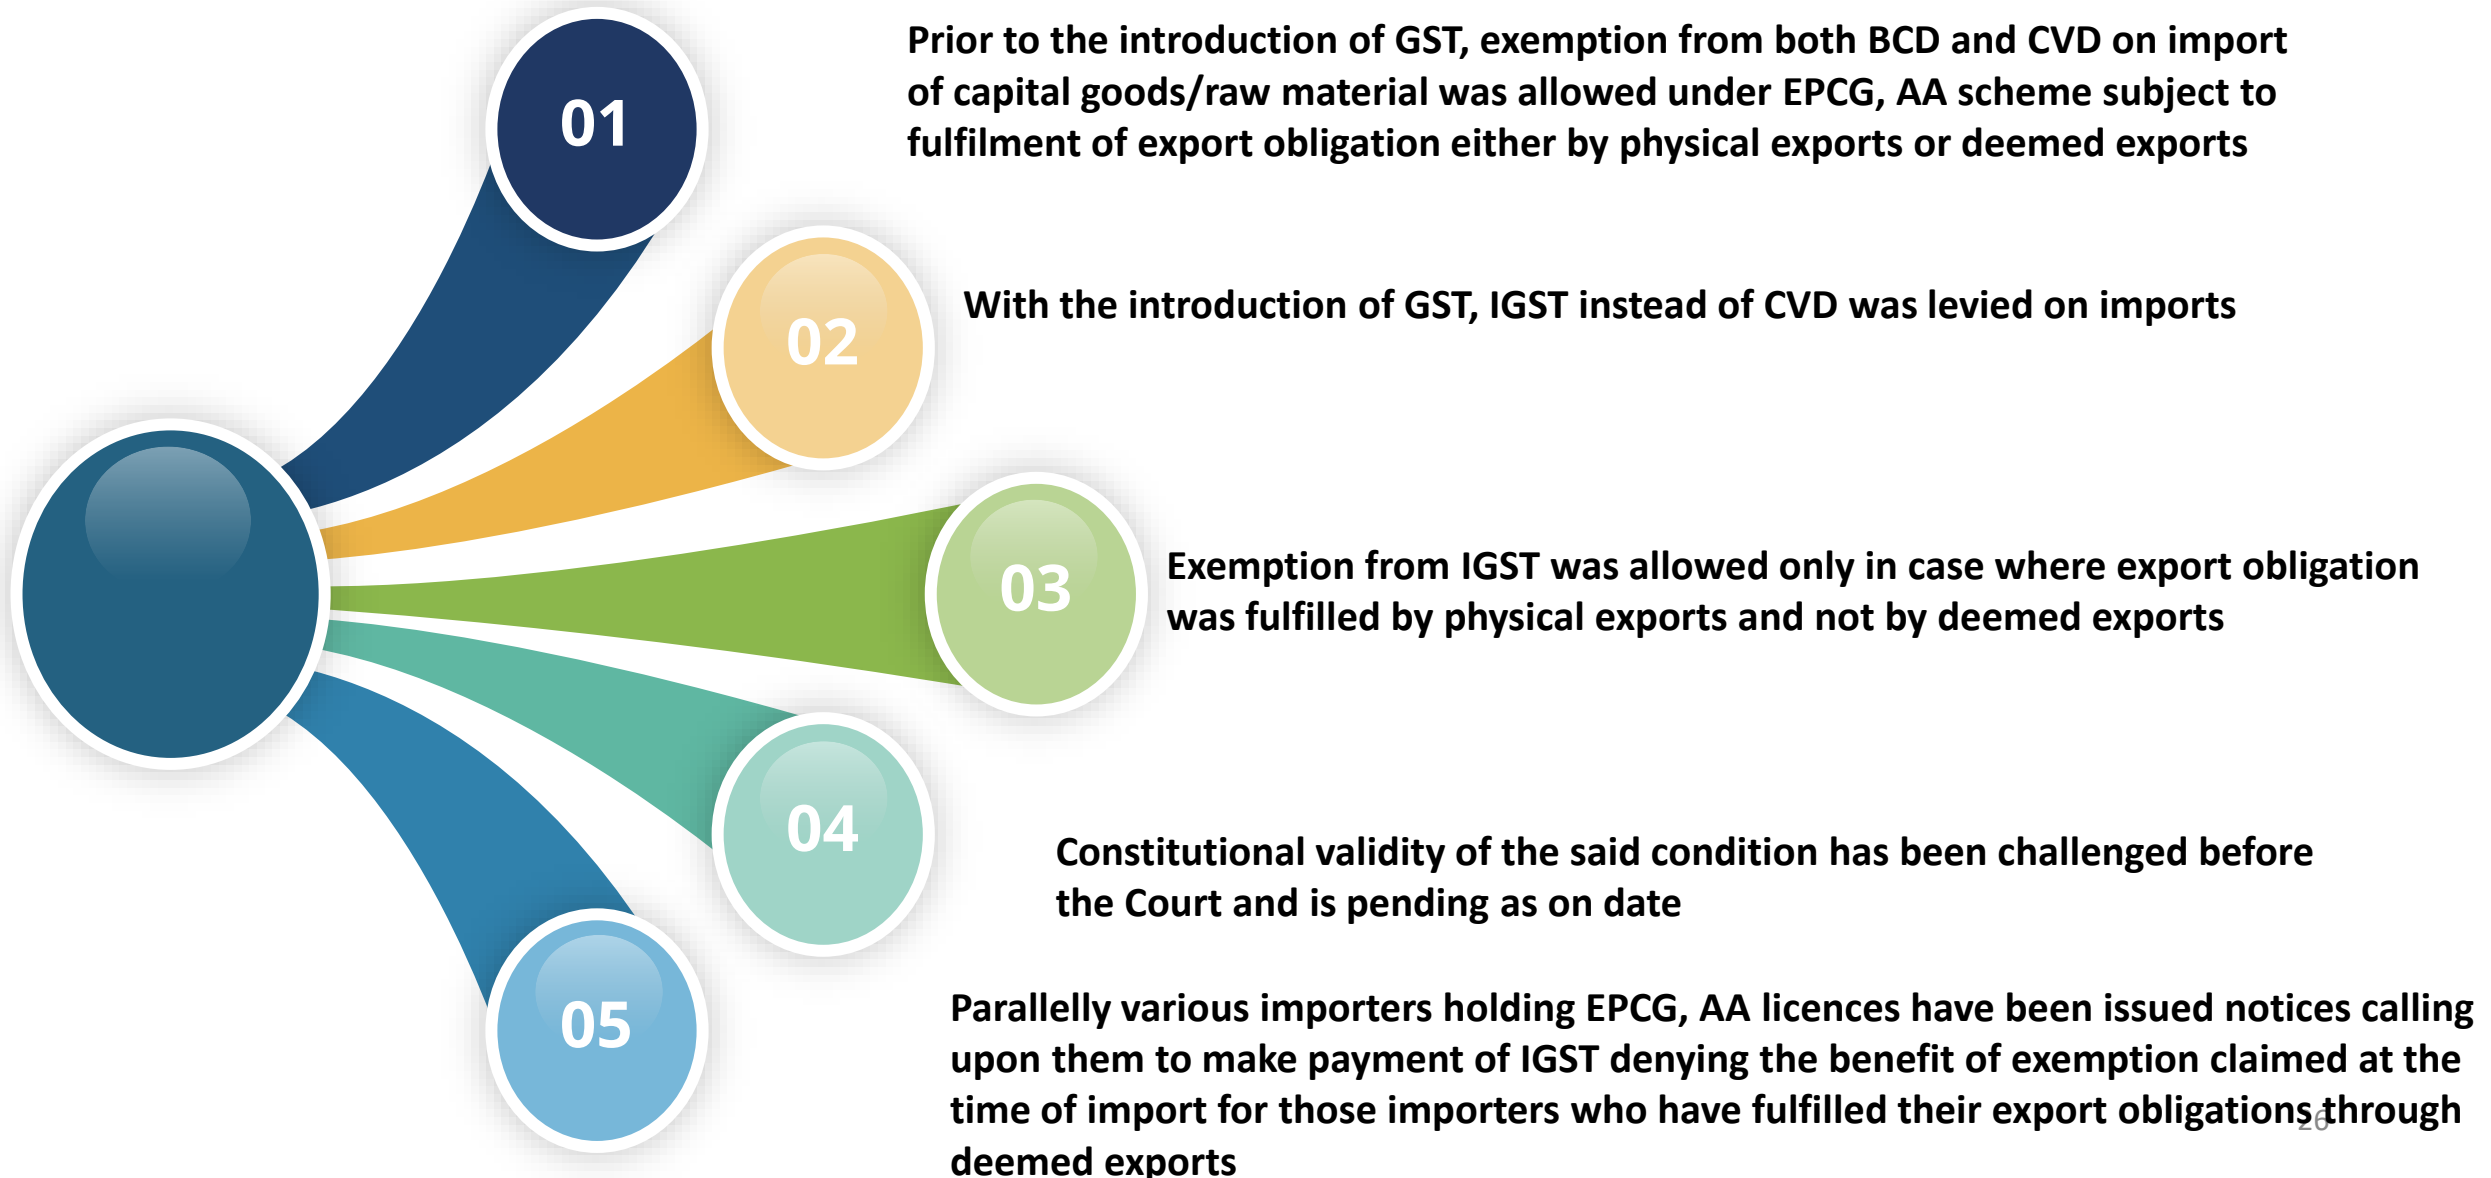 01
Prior to the introduction of GST, exemption from both BCD and CVD on import
of capital goods/raw material was allowed under EPCG, AA scheme subject to
fulfilment of export obligation either by physical exports or deemed exports
02
With the introduction of GST, IGST instead of CVD was levied on imports
03
Exemption from IGST was allowed only in case where export obligation
was fulfilled by physical exports and not by deemed exports
04
Constitutional validity of the said condition has been challenged before
the Court and is pending as on date
05
Parallelly various importers holding EPCG, AA licences have been issued notices calling
upon them to make payment of IGST denying the benefit of exemption claimed at the
time of import for those importers who have fulfilled their export obligations through
deemed exports
26